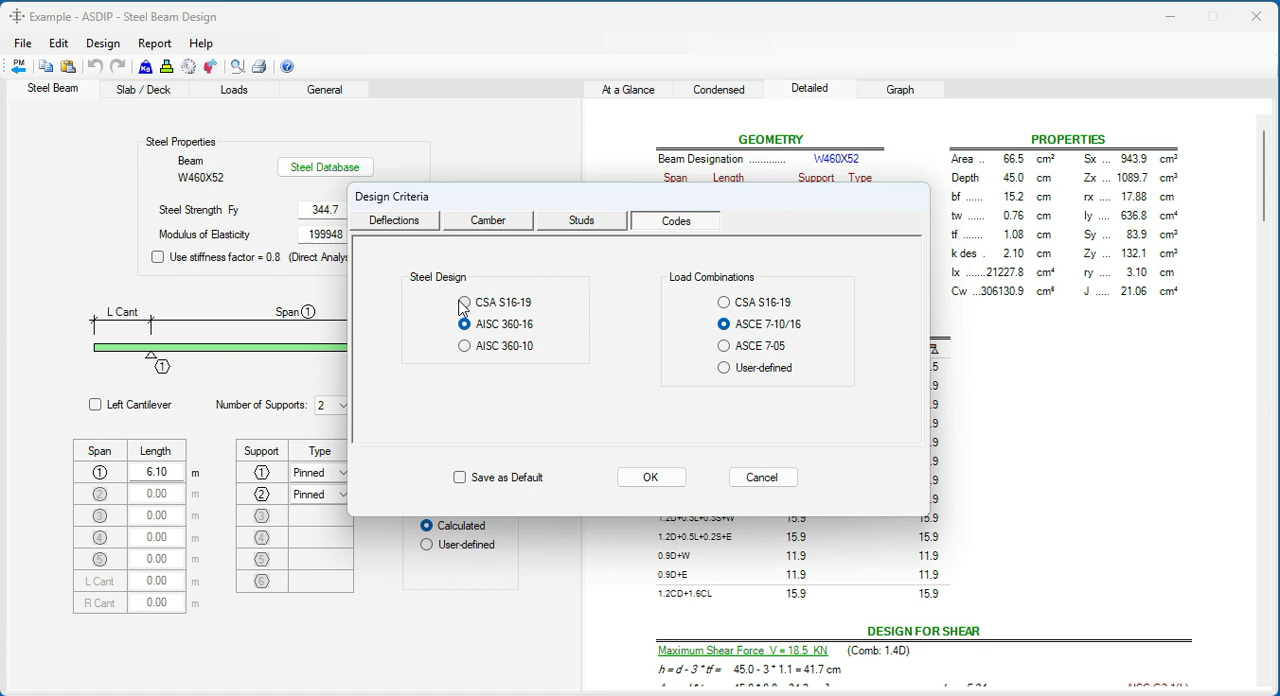 Example - ASDIP - Steel Beam Design
File Edit Design Report Help
PM Kg
Steel Beam Slab / Deck Loads General
At a Glance Condensed Detailed Graph
Steel Properties
Beam
W460X52
Steel Database
Steel Strength Fy 344.7
Modulus of Elasticity 199948
Use stiffness factor = 0.8 (Direct Analys
L Cant Span 1
1
Left Cantilever Number of Supports: 2
Span Length
1 6.10 m
2 0.00 m
3 0.00 m
4 0.00 m
5 0.00 m
L Cant 0.00 m
R Cant 0.00 m
Support Type
1 Pinned
2 Pinned
3
4
5
6
Calculated
User-defined
Design Criteria
Deflections Camber Studs Codes
Steel Design
CSA S16-19
AISC 360-16
AISC 360-10
Load Combinations
CSA S16-19
ASCE 7-10/16
ASCE 7-05
User-defined
Save as Default OK Cancel
GEOMETRY
Beam Designation ............ W460X52
Span Length Support Type
PROPERTIES
Area .. 66.5 cm² Sx ... 943.9 cm³
Depth 45.0 cm Zx ... 1089.7 cm³
bf ...... 15.2 cm rx ..... 17.88 cm
tw ...... 0.76 cm Iy ..... 636.8 cm⁴
tf ....... 1.08 cm Sy .... 83.9 cm³
k des . 2.10 cm Zy ... 132.1 cm³
Ix ......21227.8 cm⁴ ry .... 3.10 cm
Cw ...306130.9 cm⁶ J ..... 21.06 cm⁴
.5
.9
.9
.9
.9
.9
.9
.9
1.2D+0.5L+0.5S+W 15.9 15.9
1.2D+0.5L+0.2S+E 15.9 15.9
0.9D+W 11.9 11.9
0.9D+E 11.9 11.9
1.2CD+1.6CL 15.9 15.9
DESIGN FOR SHEAR
Maximum Shear Force V = 18.5 KN (Comb: 1.4D)
h = d - 3 * tf = 45.0 - 3 * 1.1 = 41.7 cm